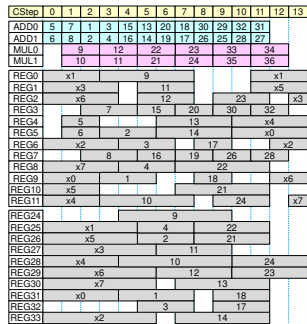 CStep 0 1 2 3 4 5 6 7 8 9 10 11 12 13
ADD0 5 7 1 3 15 13 20 18 30 29 32 31
ADD1 6 8 2 4 16 14 19 17 26 25 28 27
MUL0 9 12 22 23 33 34
MUL1 10 11 21 24 35 36
REG0 x1 9 x1
REG1 x3 11 x5
REG2 x6 12 23 x3
REG3 7 15 20 30 32
REG4 5 13 4
REG5 6 2 14 x0
REG6 x2 3 17 x2
REG7 8 16 19 26 28
REG8 x7 4 22
REG9 x0 1 18 x6
REG10 x5 21
REG11 x4 10 24 x7
REG24 9
REG25 x1 4 22
REG26 x5 2 21
REG27 x3 11
REG28 x4 10 24
REG29 x6 12 23
REG30 x7 13
REG31 x0 1 18
REG32 3 17
REG33 x2 14